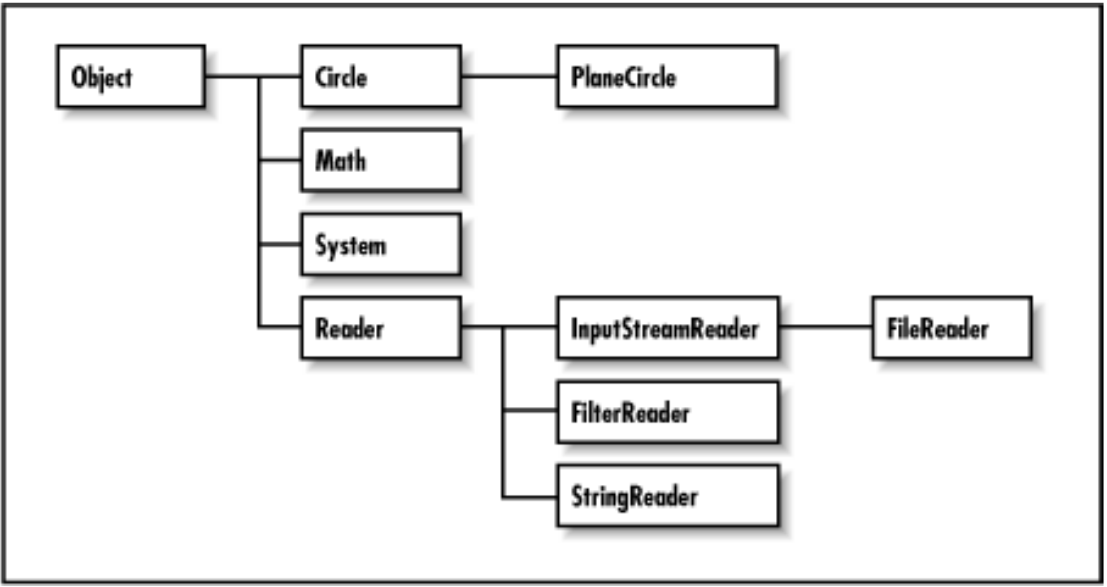 Object
Circle
PlaneCircle
Math
System
Reader
InputStreamReader
FileReader
FilterReader
StringReader